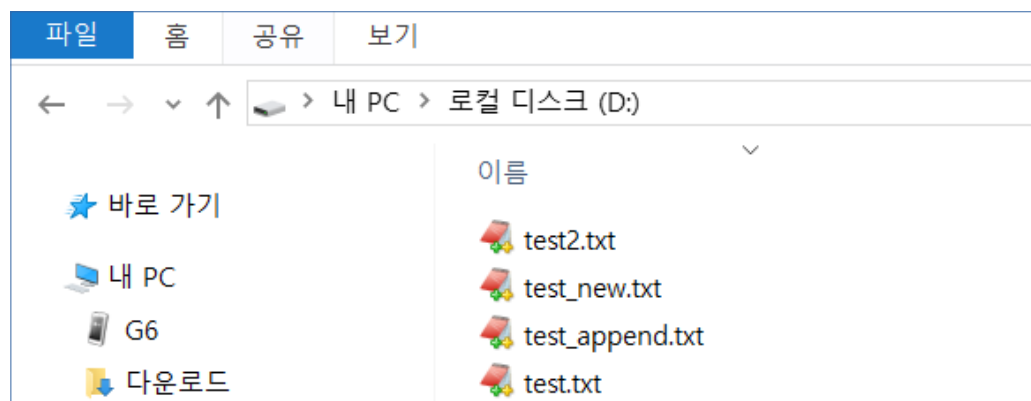 파일 홈 공유 보기
내 PC > 로컬 디스크 (D:)
이름
바로 가기
test2.txt
내 PC
test_new.txt
G6
test_append.txt
다운로드
test.txt